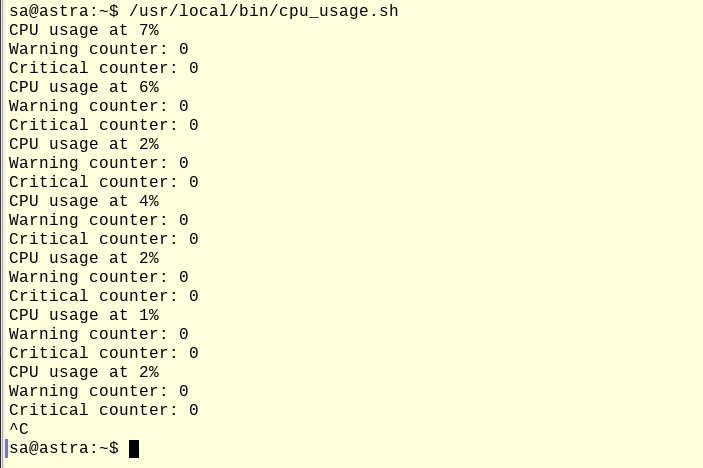 sa@astra:~$ /usr/local/bin/cpu_usage.sh
CPU usage at 7%
Warning counter: 0
Critical counter: 0
CPU usage at 6%
Warning counter: 0
Critical counter: 0
CPU usage at 2%
Warning counter: 0
Critical counter: 0
CPU usage at 4%
Warning counter: 0
Critical counter: 0
CPU usage at 2%
Warning counter: 0
Critical counter: 0
CPU usage at 1%
Warning counter: 0
Critical counter: 0
CPU usage at 2%
Warning counter: 0
Critical counter: 0
^C
sa@astra:~$